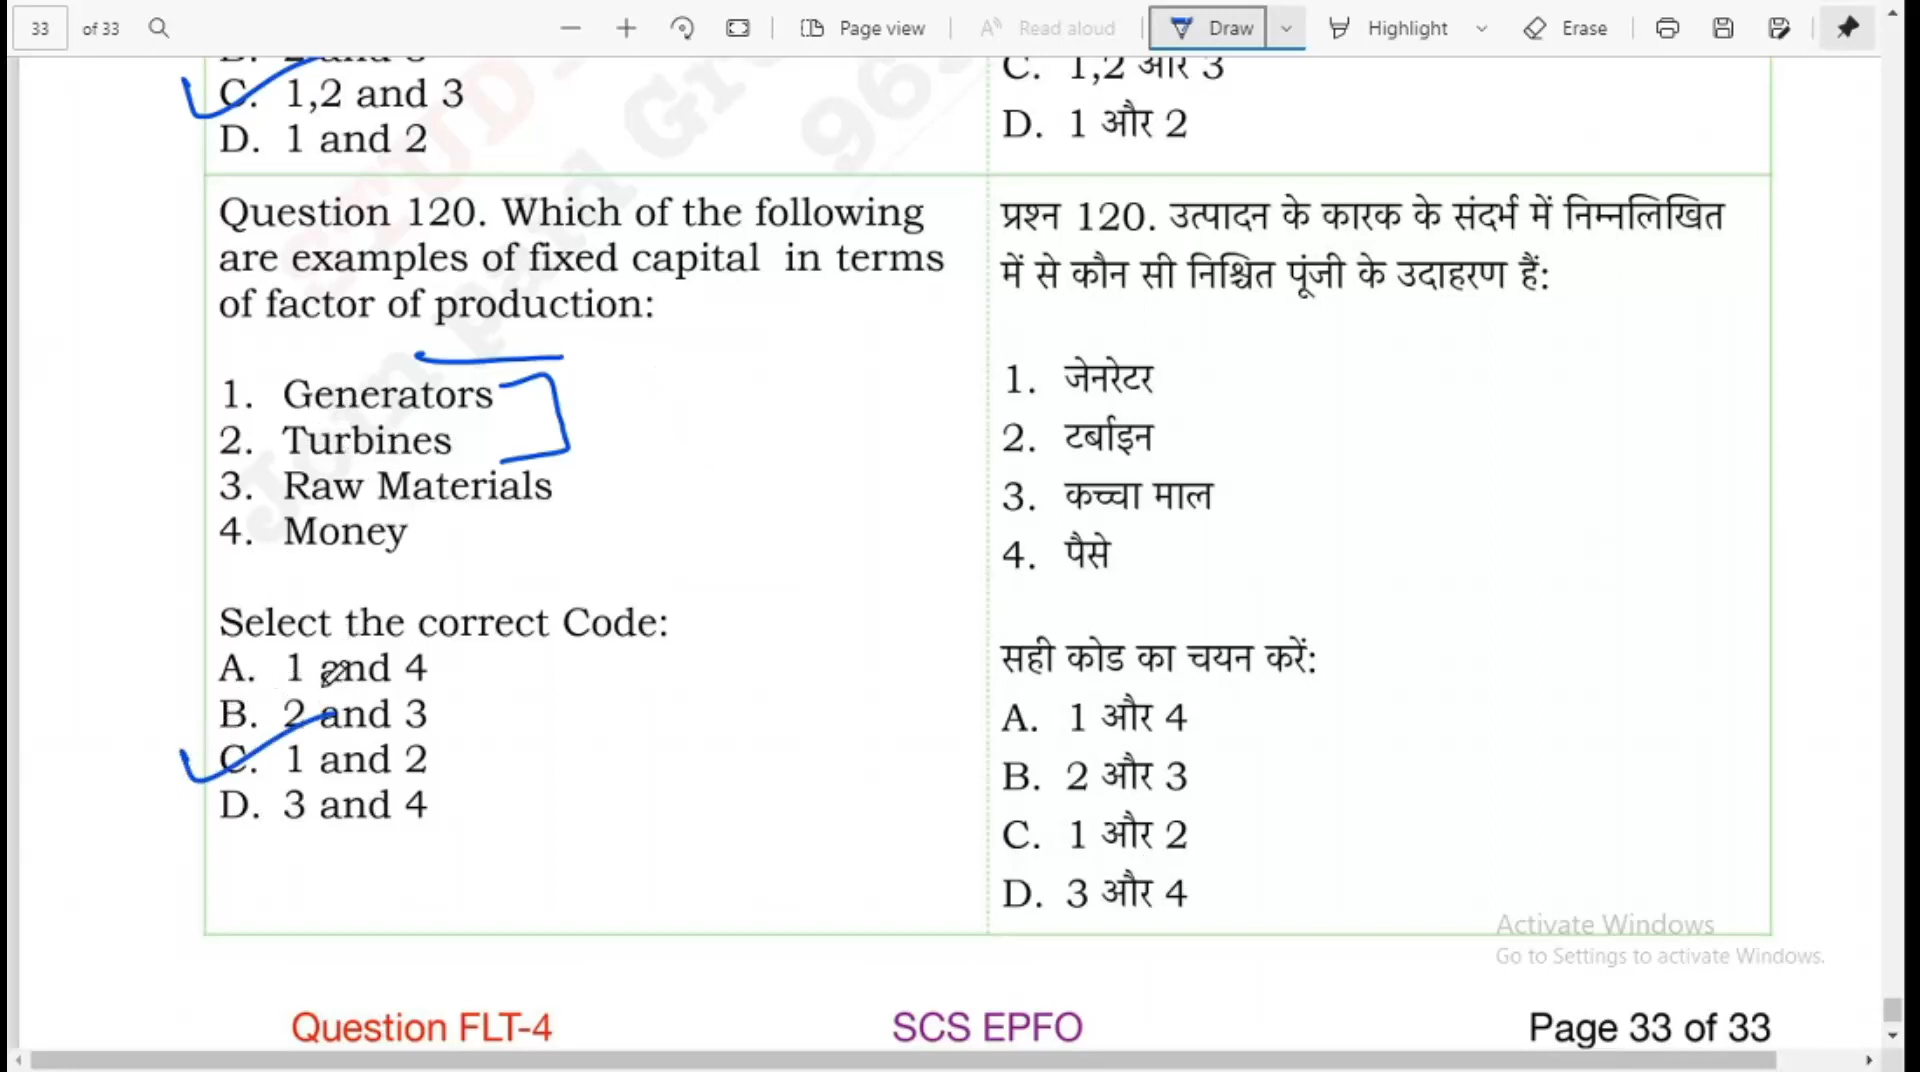 33 of 33 Page view Read aloud Draw Highlight Erase
B. 2 and 3
C. 1,2 and 3
D. 1 and 2
C. 1,2 और 3
D. 1 और 2
Question 120. Which of the following
are examples of fixed capital in terms
of factor of production:
1. Generators
2. Turbines
3. Raw Materials
4. Money
Select the correct Code:
A. 1 and 4
B. 2 and 3
C. 1 and 2
D. 3 and 4
प्रश्न 120. उत्पादन के कारक के संदर्भ में निम्नलिखित
में से कौन सी निश्चित पूंजी के उदाहरण हैं:
1. जेनरेटर
2. टर्बाइन
3. कच्चा माल
4. पैसे
सही कोड का चयन करें:
A. 1 और 4
B. 2 और 3
C. 1 और 2
D. 3 और 4
Activate Windows
Go to Settings to activate Windows.
Question FLT-4 SCS EPFO Page 33 of 33